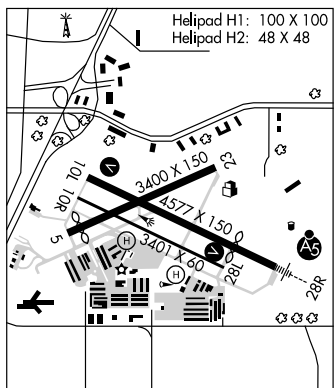 Helipad H1: 100 X 100
Helipad H2: 48 X 48
10L
10R
3400 X 150
23
4577 X 150
5
H
3401 X 60
V
V
A5
H
28L
28R